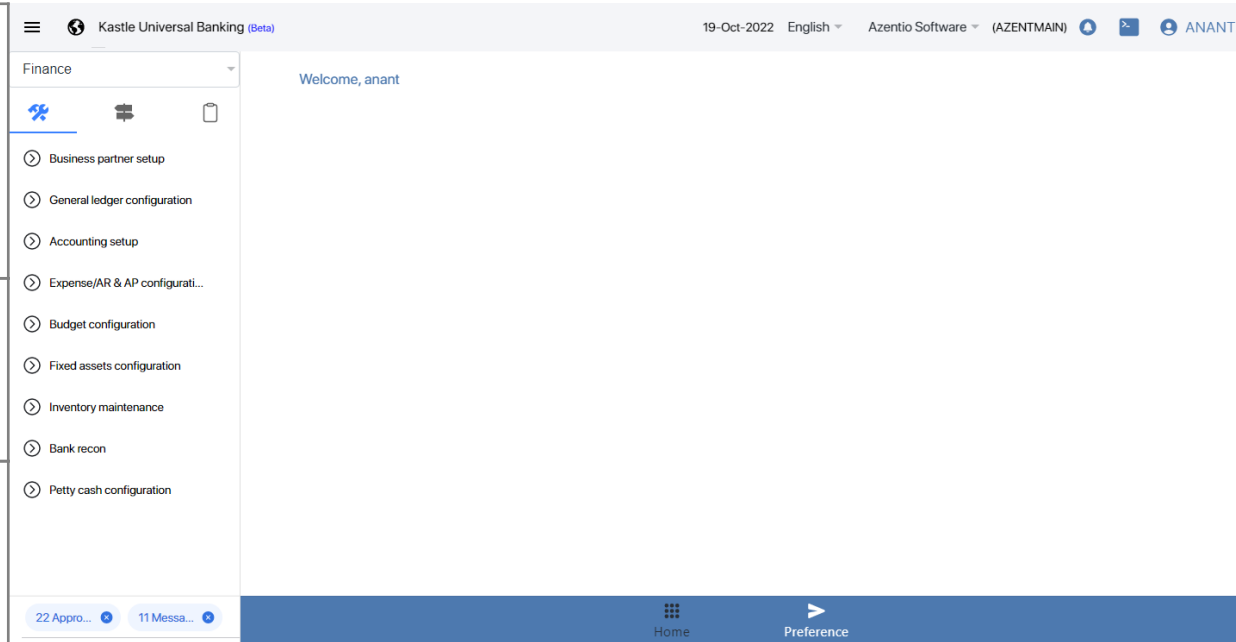 Kastle Universal Banking (Beta)
19-Oct-2022 English Azentio Software (AZENTMAIN) ANANT
Finance
Welcome, anant
Business partner setup
General ledger configuration
Accounting setup
Expense/AR & AP configurati...
Budget configuration
Fixed assets configuration
Inventory maintenance
Bank recon
Petty cash configuration
22 Appro... 11 Messa...
Home Preference